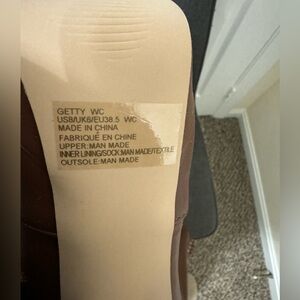 GETTY WC
US8/UK6/EU38.5 WC
MADE IN CHINA
FABRIQUÉ EN CHINE
UPPER:MAN MADE
INNER LINING/SOCK:MAN MADE/TEXTILE
OUTSOLE:MAN MADE